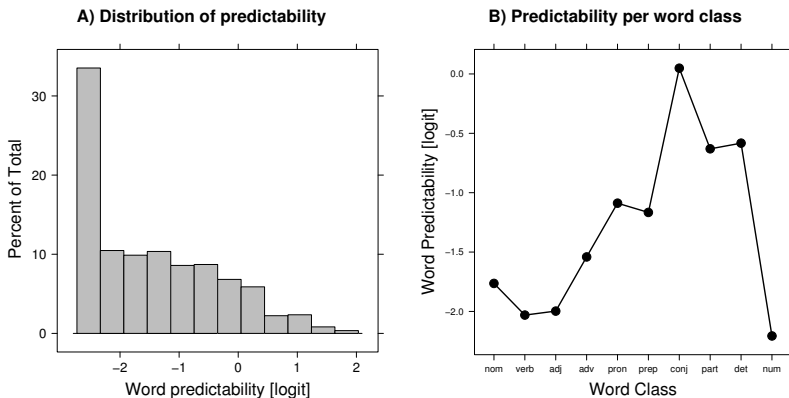 A) Distribution of predictability
Percent of Total
30
20
10
0
−2
−1
0
1
2
Word predictability [logit]
B) Predictability per word class
Word Predictability [logit]
0.0
−0.5
−1.0
−1.5
−2.0
nom verb adj adv pron prep conj part det num
Word Class